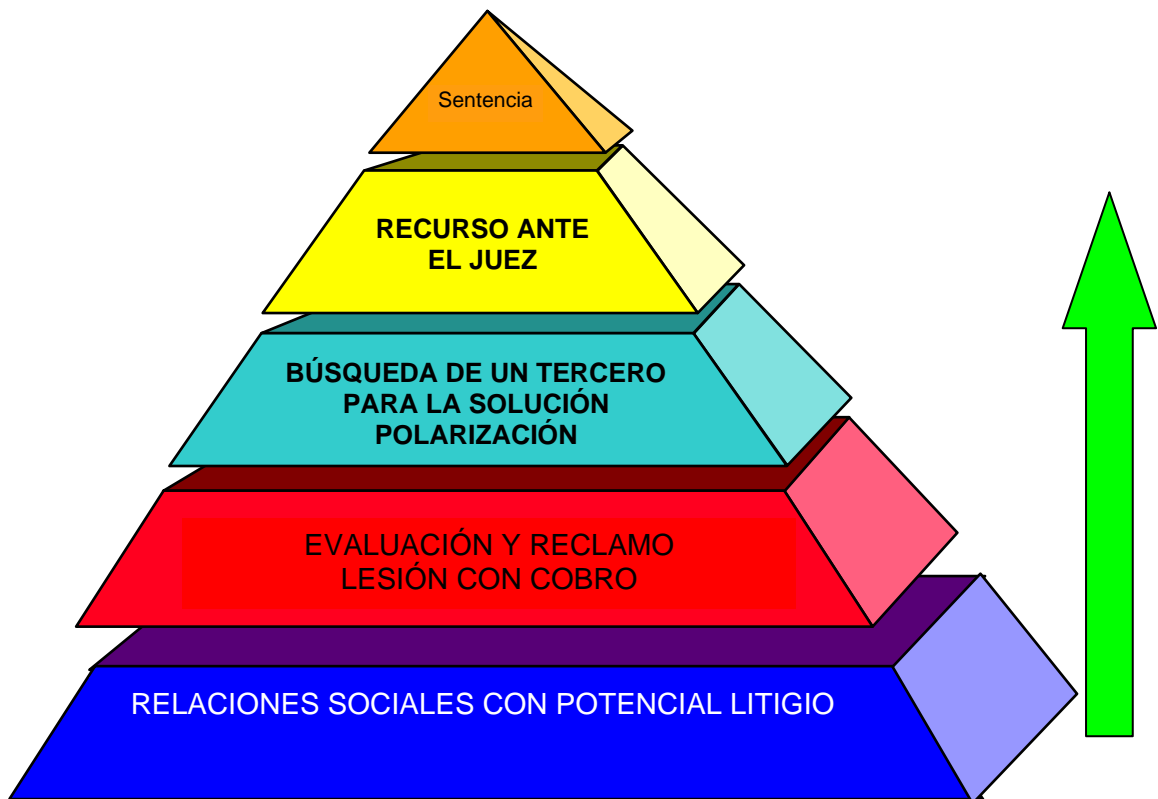 Sentencia
RECURSO ANTE
EL JUEZ
BÚSQUEDA DE UN TERCERO
PARA LA SOLUCIÓN
POLARIZACIÓN
EVALUACIÓN Y RECLAMO
LESIÓN CON COBRO
RELACIONES SOCIALES CON POTENCIAL LITIGIO